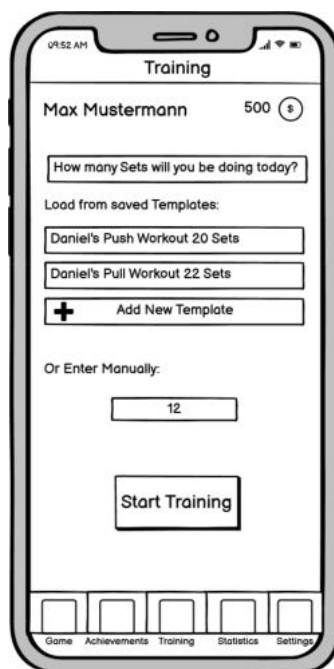 09:52 AM
Training
Max Mustermann 500 $
How many Sets will you be doing today?
Load from saved Templates:
Daniel's Push Workout 20 Sets
Daniel's Pull Workout 22 Sets
Add New Template
Or Enter Manually:
12
Start Training
Game Achievements Training Statistics Settings